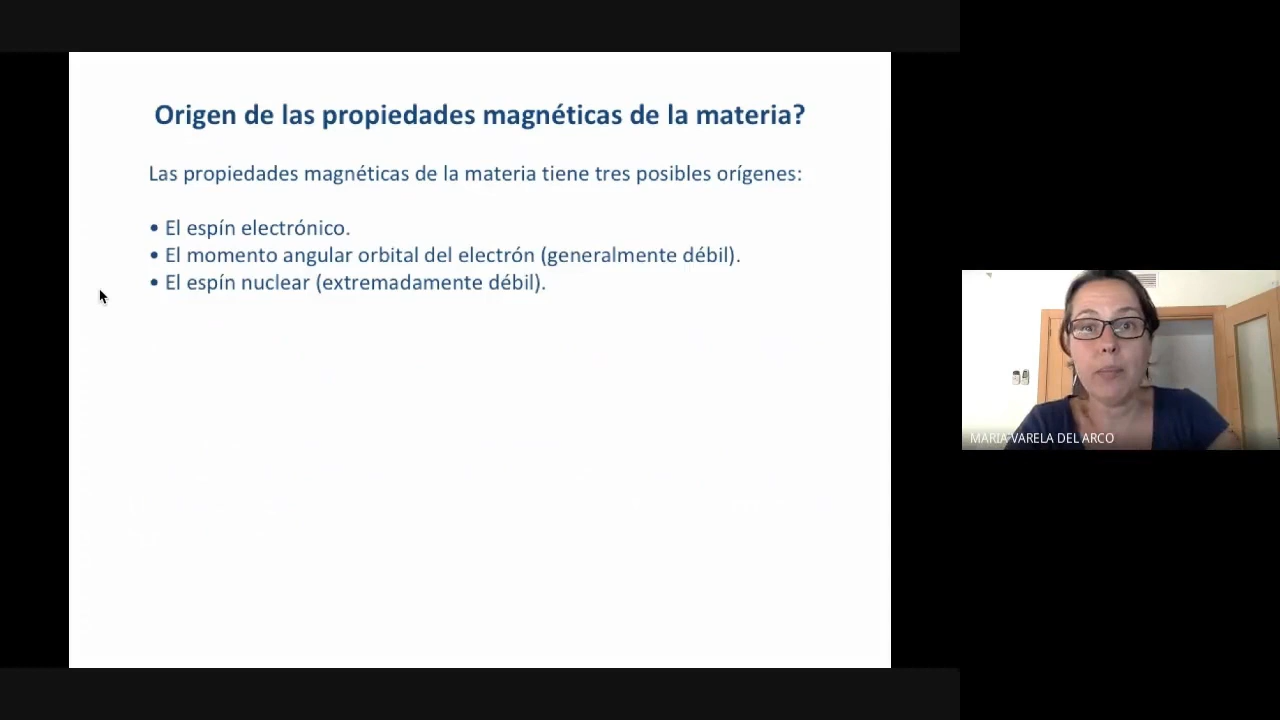 Origen de las propiedades magnéticas de la materia?
Las propiedades magnéticas de la materia tiene tres posibles orígenes:
• El espín electrónico.
• El momento angular orbital del electrón (generalmente débil).
• El espín nuclear (extremadamente débil).
MARIA VARELA DEL ARCO